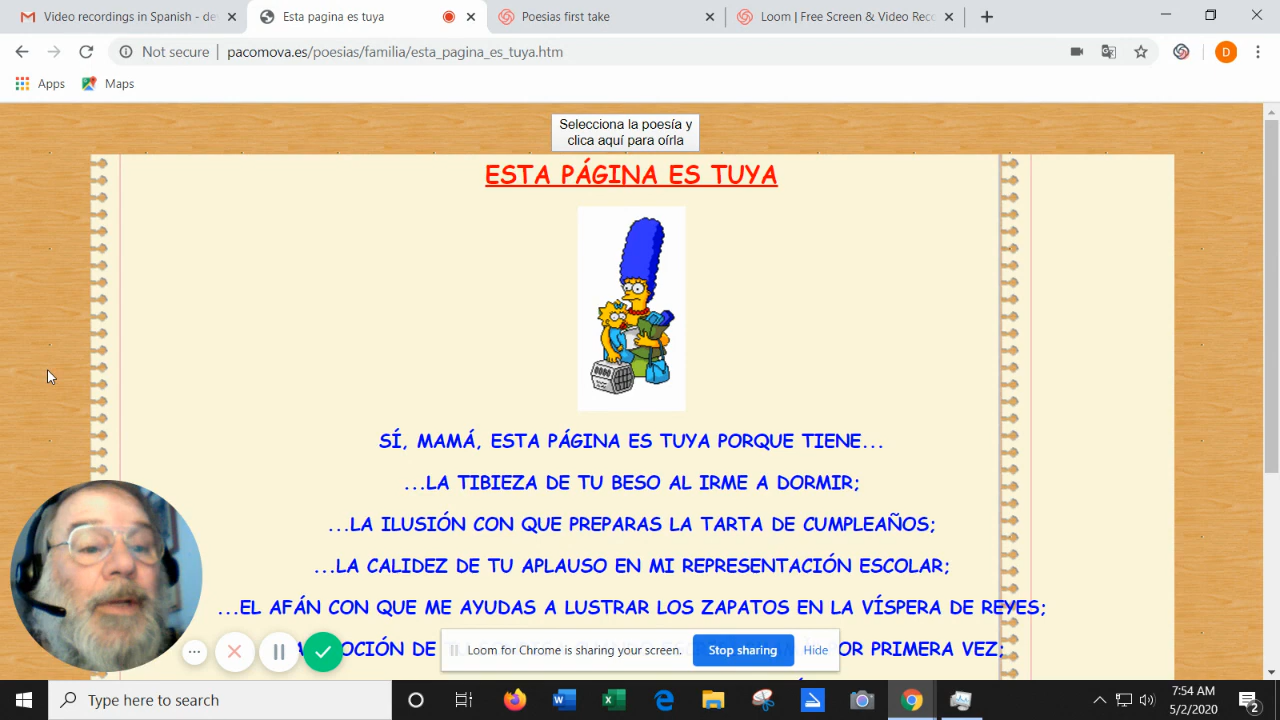 Video recordings in Spanish - de
Esta pagina es tuya
Poesias first take
Loom | Free Screen & Video Rec
Not secure | pacomova.es/poesias/familia/esta_pagina_es_tuya.htm
D
Apps
Maps
Selecciona la poesía y
clica aquí para oírla
ESTA PÁGINA ES TUYA
SÍ, MAMÁ, ESTA PÁGINA ES TUYA PORQUE TIENE...
...LA TIBIEZA DE TU BESO AL IRME A DORMIR;
...LA ILUSIÓN CON QUE PREPARAS LA TARTA DE CUMPLEAÑOS;
...LA CALIDEZ DE TU APLAUSO EN MI REPRESENTACIÓN ESCOLAR;
...EL AFÁN CON QUE ME AYUDAS A LUSTRAR LOS ZAPATOS EN LA VÍSPERA DE REYES;
OCIÓN DE
OR PRIMERA VEZ;
Loom for Chrome is sharing your screen.
Stop sharing
Hide
Type here to search
7:54 AM
5/2/2020
2